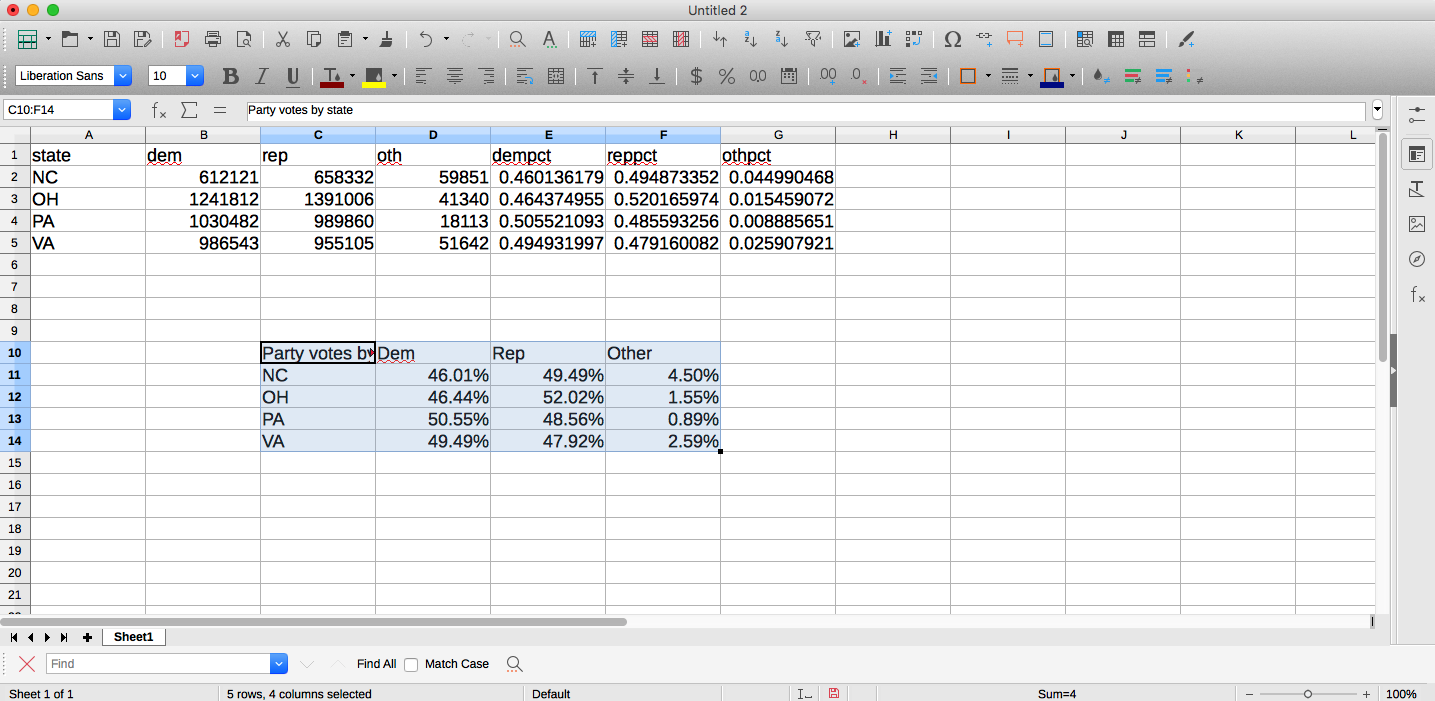 Untitled 2
Liberation Sans 10
C10:F14 Party votes by state
A B C D E F G H I J K L
1 state dem rep oth dempct reppct othpct
2 NC 612121 658332 59851 0.460136179 0.494873352 0.044990468
3 OH 1241812 1391006 41340 0.464374955 0.520165974 0.015459072
4 PA 1030482 989860 18113 0.505521093 0.485593256 0.008885651
5 VA 986543 955105 51642 0.494931997 0.479160082 0.025907921
6
7
8
9
10 Party votes by Dem Rep Other
11 NC 46.01% 49.49% 4.50%
12 OH 46.44% 52.02% 1.55%
13 PA 50.55% 48.56% 0.89%
14 VA 49.49% 47.92% 2.59%
15
16
17
18
19
20
21
Sheet1
Find Find All Match Case
Sheet 1 of 1 5 rows, 4 columns selected Default Sum=4 100%